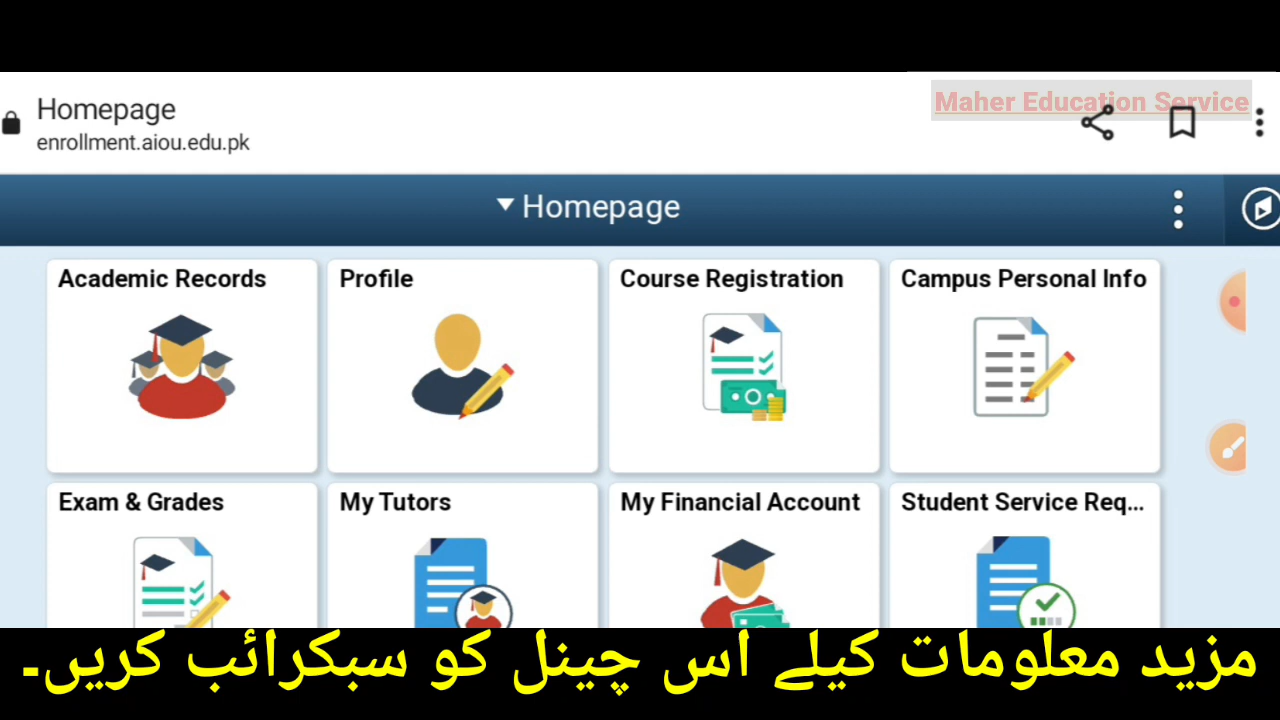 Homepage
enrollment.aiou.edu.pk
Maher Education Service
Homepage
Academic Records
Profile
Course Registration
Campus Personal Info
Exam & Grades
My Tutors
My Financial Account
Student Service Req...
مزید معلومات کیلے اس چینل کو سبکرائب کریں۔